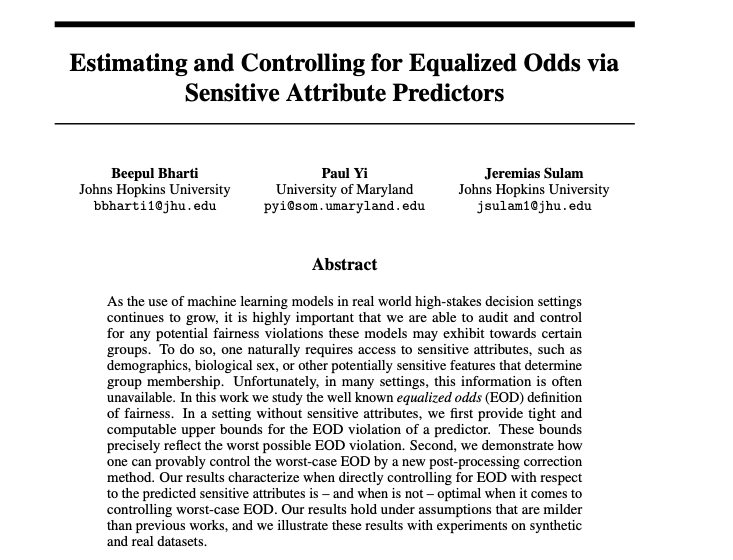 Estimating and Controlling for Equalized Odds via
Sensitive Attribute Predictors
Beepul Bharti
Johns Hopkins University
bbharti1@jhu.edu
Paul Yi
University of Maryland
pyi@som.umaryland.edu
Jeremias Sulam
Johns Hopkins University
jsulam1@jhu.edu
Abstract
As the use of machine learning models in real world high-stakes decision settings
continues to grow, it is highly important that we are able to audit and control
for any potential fairness violations these models may exhibit towards certain
groups. To do so, one naturally requires access to sensitive attributes, such as
demographics, biological sex, or other potentially sensitive features that determine
group membership. Unfortunately, in many settings, this information is often
unavailable. In this work we study the well known equalized odds (EOD) definition
of fairness. In a setting without sensitive attributes, we first provide tight and
computable upper bounds for the EOD violation of a predictor. These bounds
precisely reflect the worst possible EOD violation. Second, we demonstrate how
one can provably control the worst-case EOD by a new post-processing correction
method. Our results characterize when directly controlling for EOD with respect
to the predicted sensitive attributes is – and when is not – optimal when it comes to
controlling worst-case EOD. Our results hold under assumptions that are milder
than previous works, and we illustrate these results with experiments on synthetic
and real datasets.